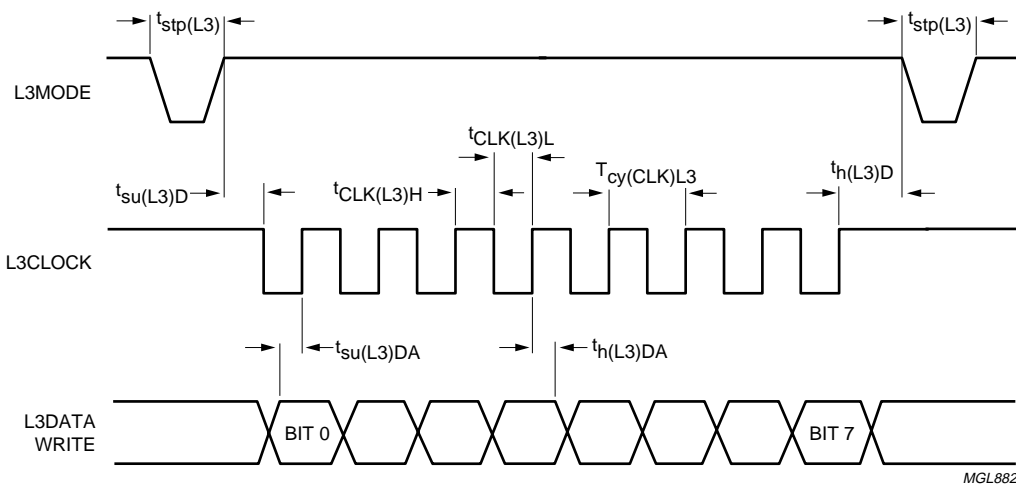 tstp(L3)
tstp(L3)
L3MODE
tCLK(L3)L
tsu(L3)D
tCLK(L3)H
Tcy(CLK)L3
th(L3)D
L3CLOCK
tsu(L3)DA
th(L3)DA
L3DATA
WRITE
BIT 0
BIT 7
MGL882